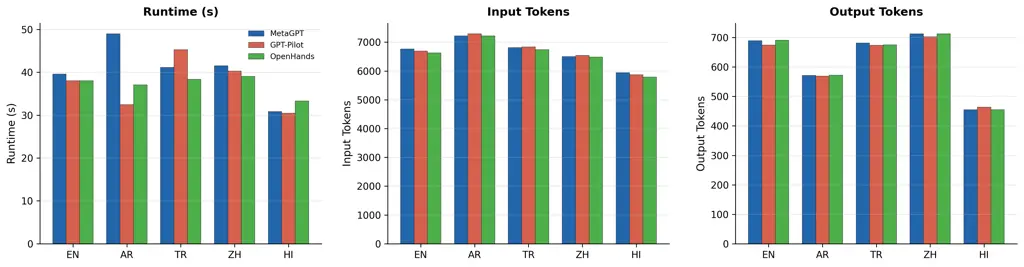 Runtime (s)
Runtime (s)
50
40
30
20
10
0
EN
AR
TR
ZH
HI
MetaGPT
GPT-Pilot
OpenHands
Input Tokens
Input Tokens
7000
6000
5000
4000
3000
2000
1000
0
EN
AR
TR
ZH
HI
Output Tokens
Output Tokens
700
600
500
400
300
200
100
0
EN
AR
TR
ZH
HI